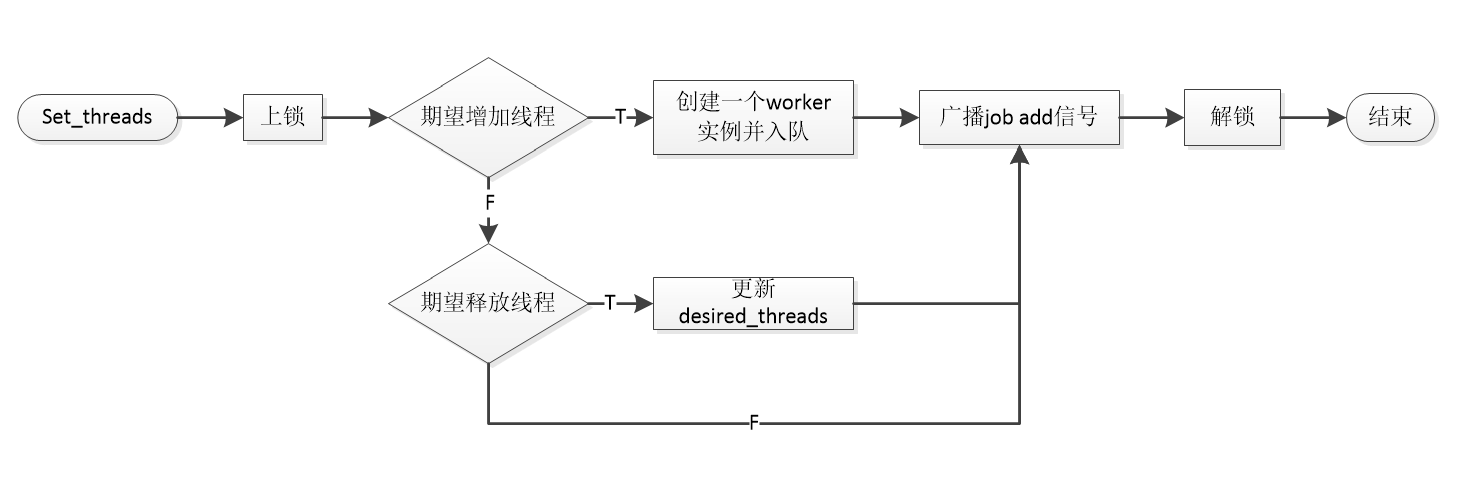 Set_threads
上锁
期望增加线程
T
创建一个worker
实例并入队
广播job add信号
解锁
结束
F
期望释放线程
T
更新
desired_threads
F